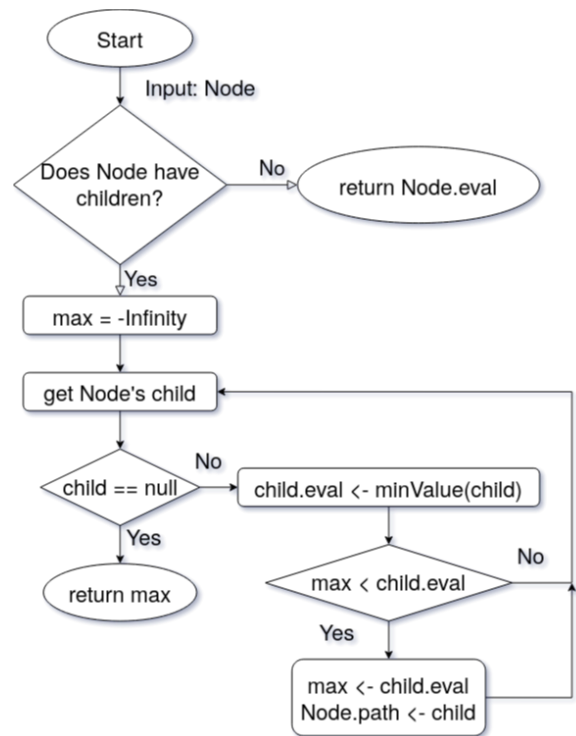 Start
Input: Node
Does Node have
children?
No
return Node.eval
Yes
max = -Infinity
get Node's child
child == null
No
child.eval <- minValue(child)
Yes
return max
max < child.eval
No
Yes
max <- child.eval
Node.path <- child